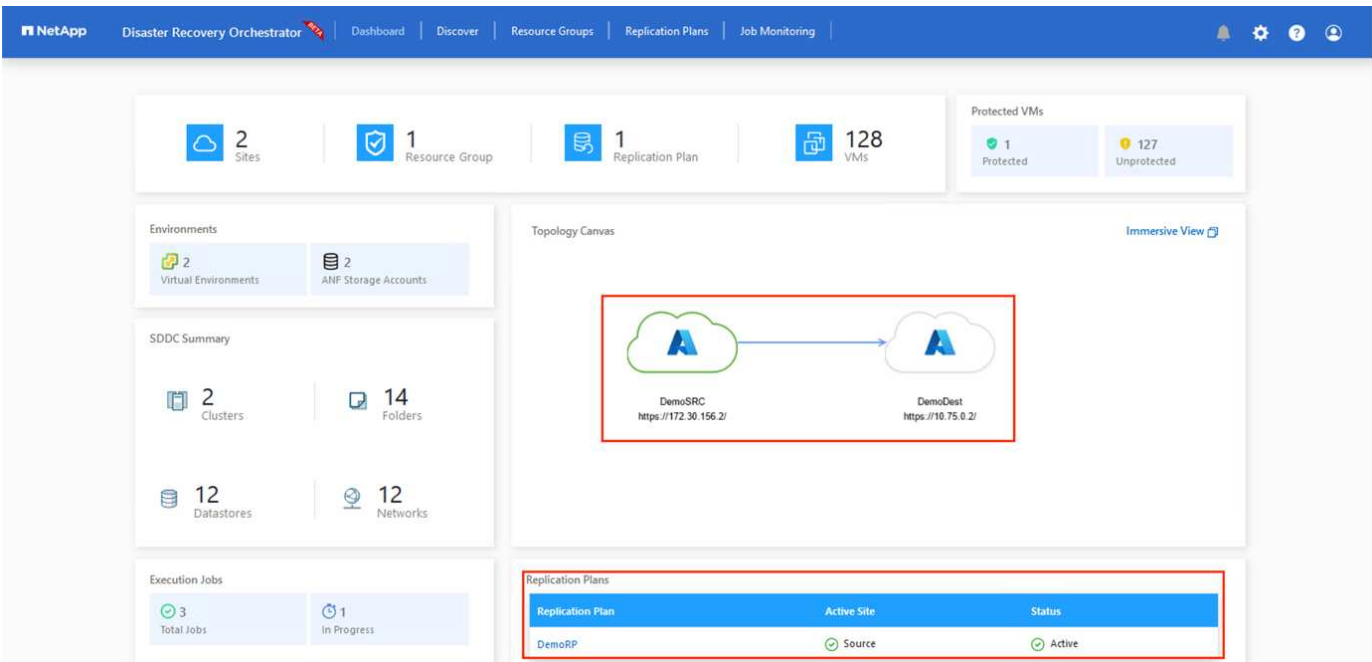 NetApp Disaster Recovery Orchestrator BETA Dashboard Discover Resource Groups Replication Plans Job Monitoring
2
Sites
1
Resource Group
1
Replication Plan
128
VMs
Protected VMs
1
Protected
127
Unprotected
Environments
2
Virtual Environments
2
ANF Storage Accounts
Topology Canvas
Immersive View
DemoSRC
https://172.30.156.2/
DemoDest
https://10.75.0.2/
SDDC Summary
2
Clusters
14
Folders
12
Datastores
12
Networks
Execution Jobs
3
Total Jobs
1
In Progress
Replication Plans
Replication Plan Active Site Status
DemoRP Source Active